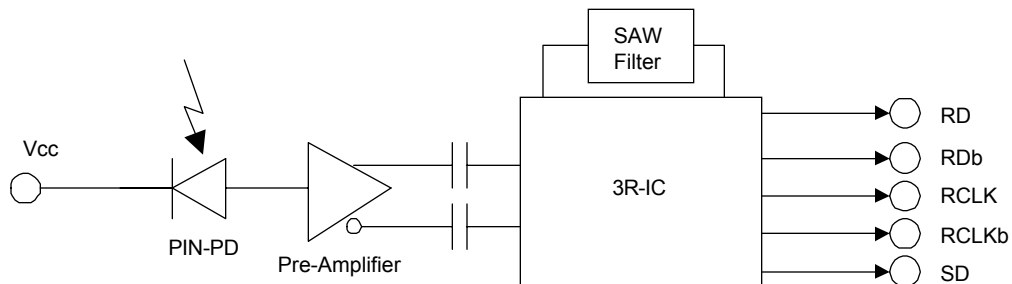 SAW
Filter
Vcc
PIN-PD
Pre-Amplifier
3R-IC
RD
RDb
RCLK
RCLKb
SD